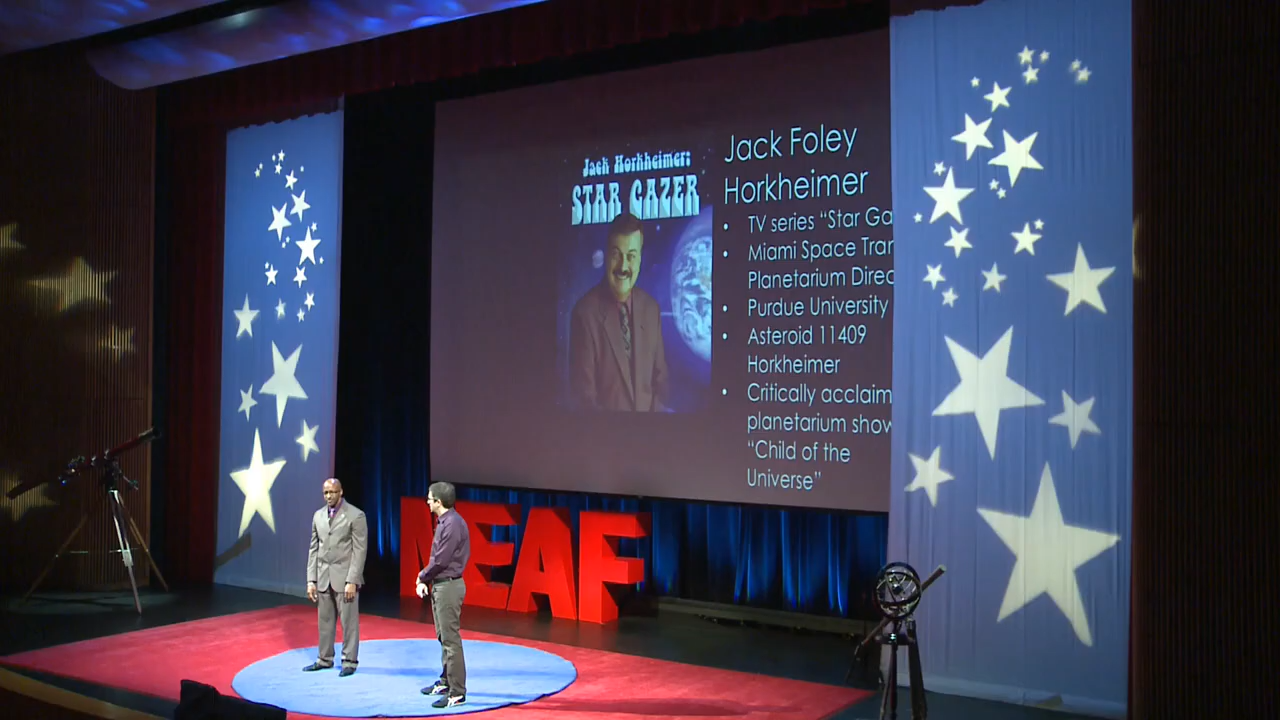 Jack Horkheimer:
STAR GAZER
Jack Foley
Horkheimer
• TV series “Star Ga
• Miami Space Tran
Planetarium Direc
• Purdue University
• Asteroid 11409
Horkheimer
• Critically acclaim
planetarium show
“Child of the
Universe”
NEAF